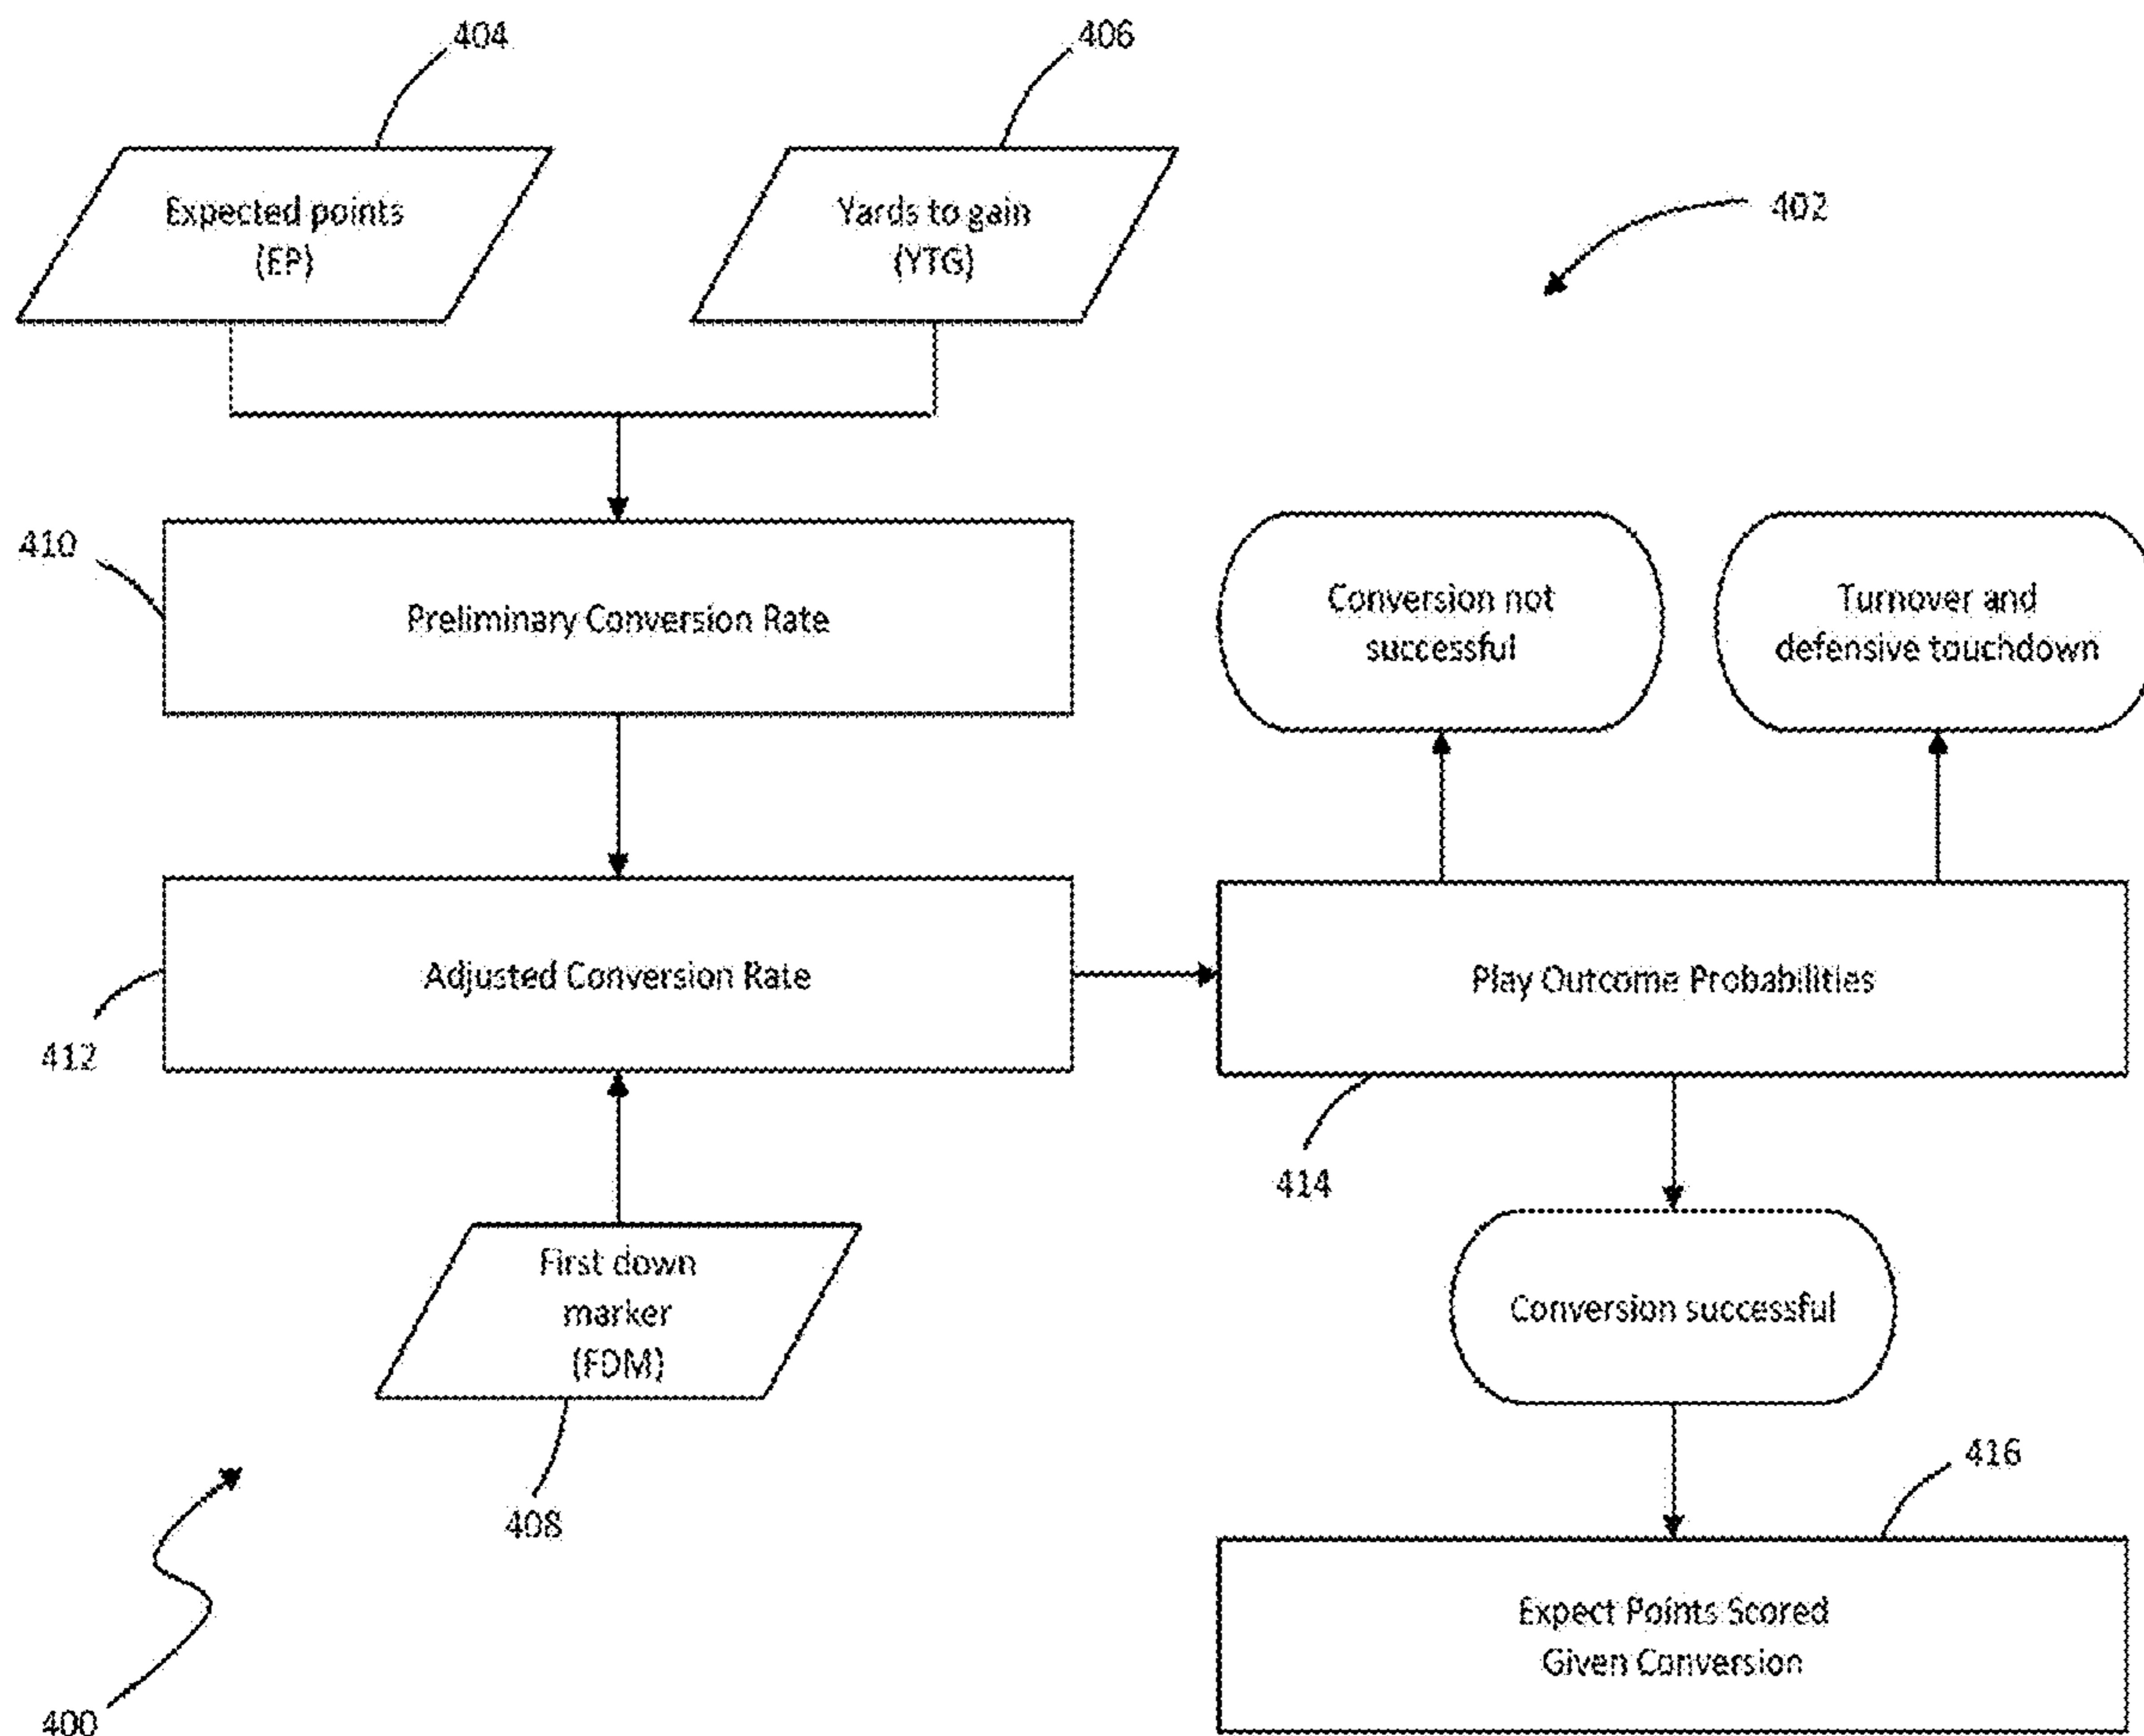 404
406
Expected points
(EP)
Yards to gain
(YTG)
402
410
Preliminary Conversion Rate
Conversion not
successful
Turnover and
defensive touchdown
Adjusted Conversion Rate
Play Outcome Probabilities
412
414
First down
marker
(FDM)
Conversion successful
408
416
Expect Points Scored
Given Conversion
400